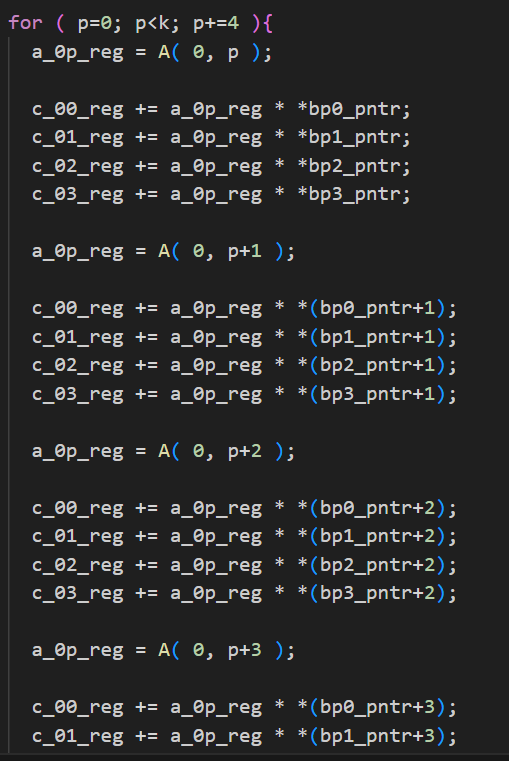 for ( p=0; p<k; p+=4 ){
a_0p_reg = A( 0, p );
c_00_reg += a_0p_reg * *bp0_pntr;
c_01_reg += a_0p_reg * *bp1_pntr;
c_02_reg += a_0p_reg * *bp2_pntr;
c_03_reg += a_0p_reg * *bp3_pntr;
a_0p_reg = A( 0, p+1 );
c_00_reg += a_0p_reg * *(bp0_pntr+1);
c_01_reg += a_0p_reg * *(bp1_pntr+1);
c_02_reg += a_0p_reg * *(bp2_pntr+1);
c_03_reg += a_0p_reg * *(bp3_pntr+1);
a_0p_reg = A( 0, p+2 );
c_00_reg += a_0p_reg * *(bp0_pntr+2);
c_01_reg += a_0p_reg * *(bp1_pntr+2);
c_02_reg += a_0p_reg * *(bp2_pntr+2);
c_03_reg += a_0p_reg * *(bp3_pntr+2);
a_0p_reg = A( 0, p+3 );
c_00_reg += a_0p_reg * *(bp0_pntr+3);
c_01_reg += a_0p_reg * *(bp1_pntr+3);